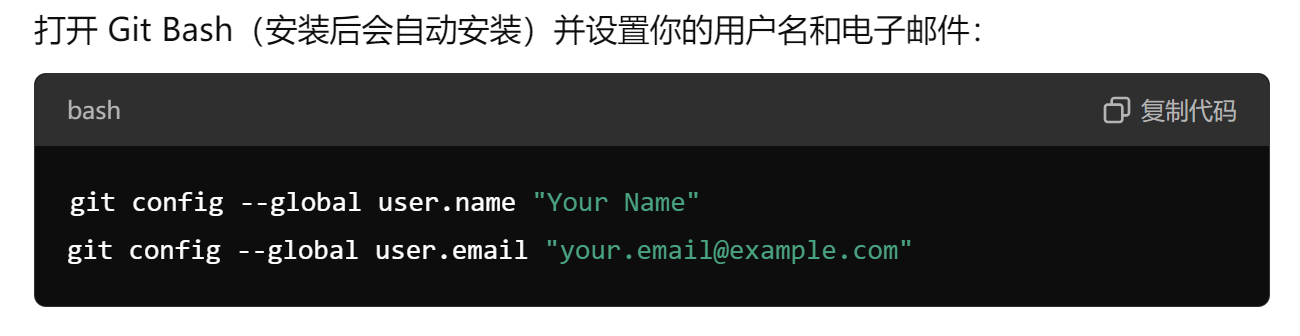 打开 Git Bash（安装后会自动安装）并设置你的用户名和电子邮件：
bash
复制代码
git config --global user.name "Your Name"
git config --global user.email "your.email@example.com"